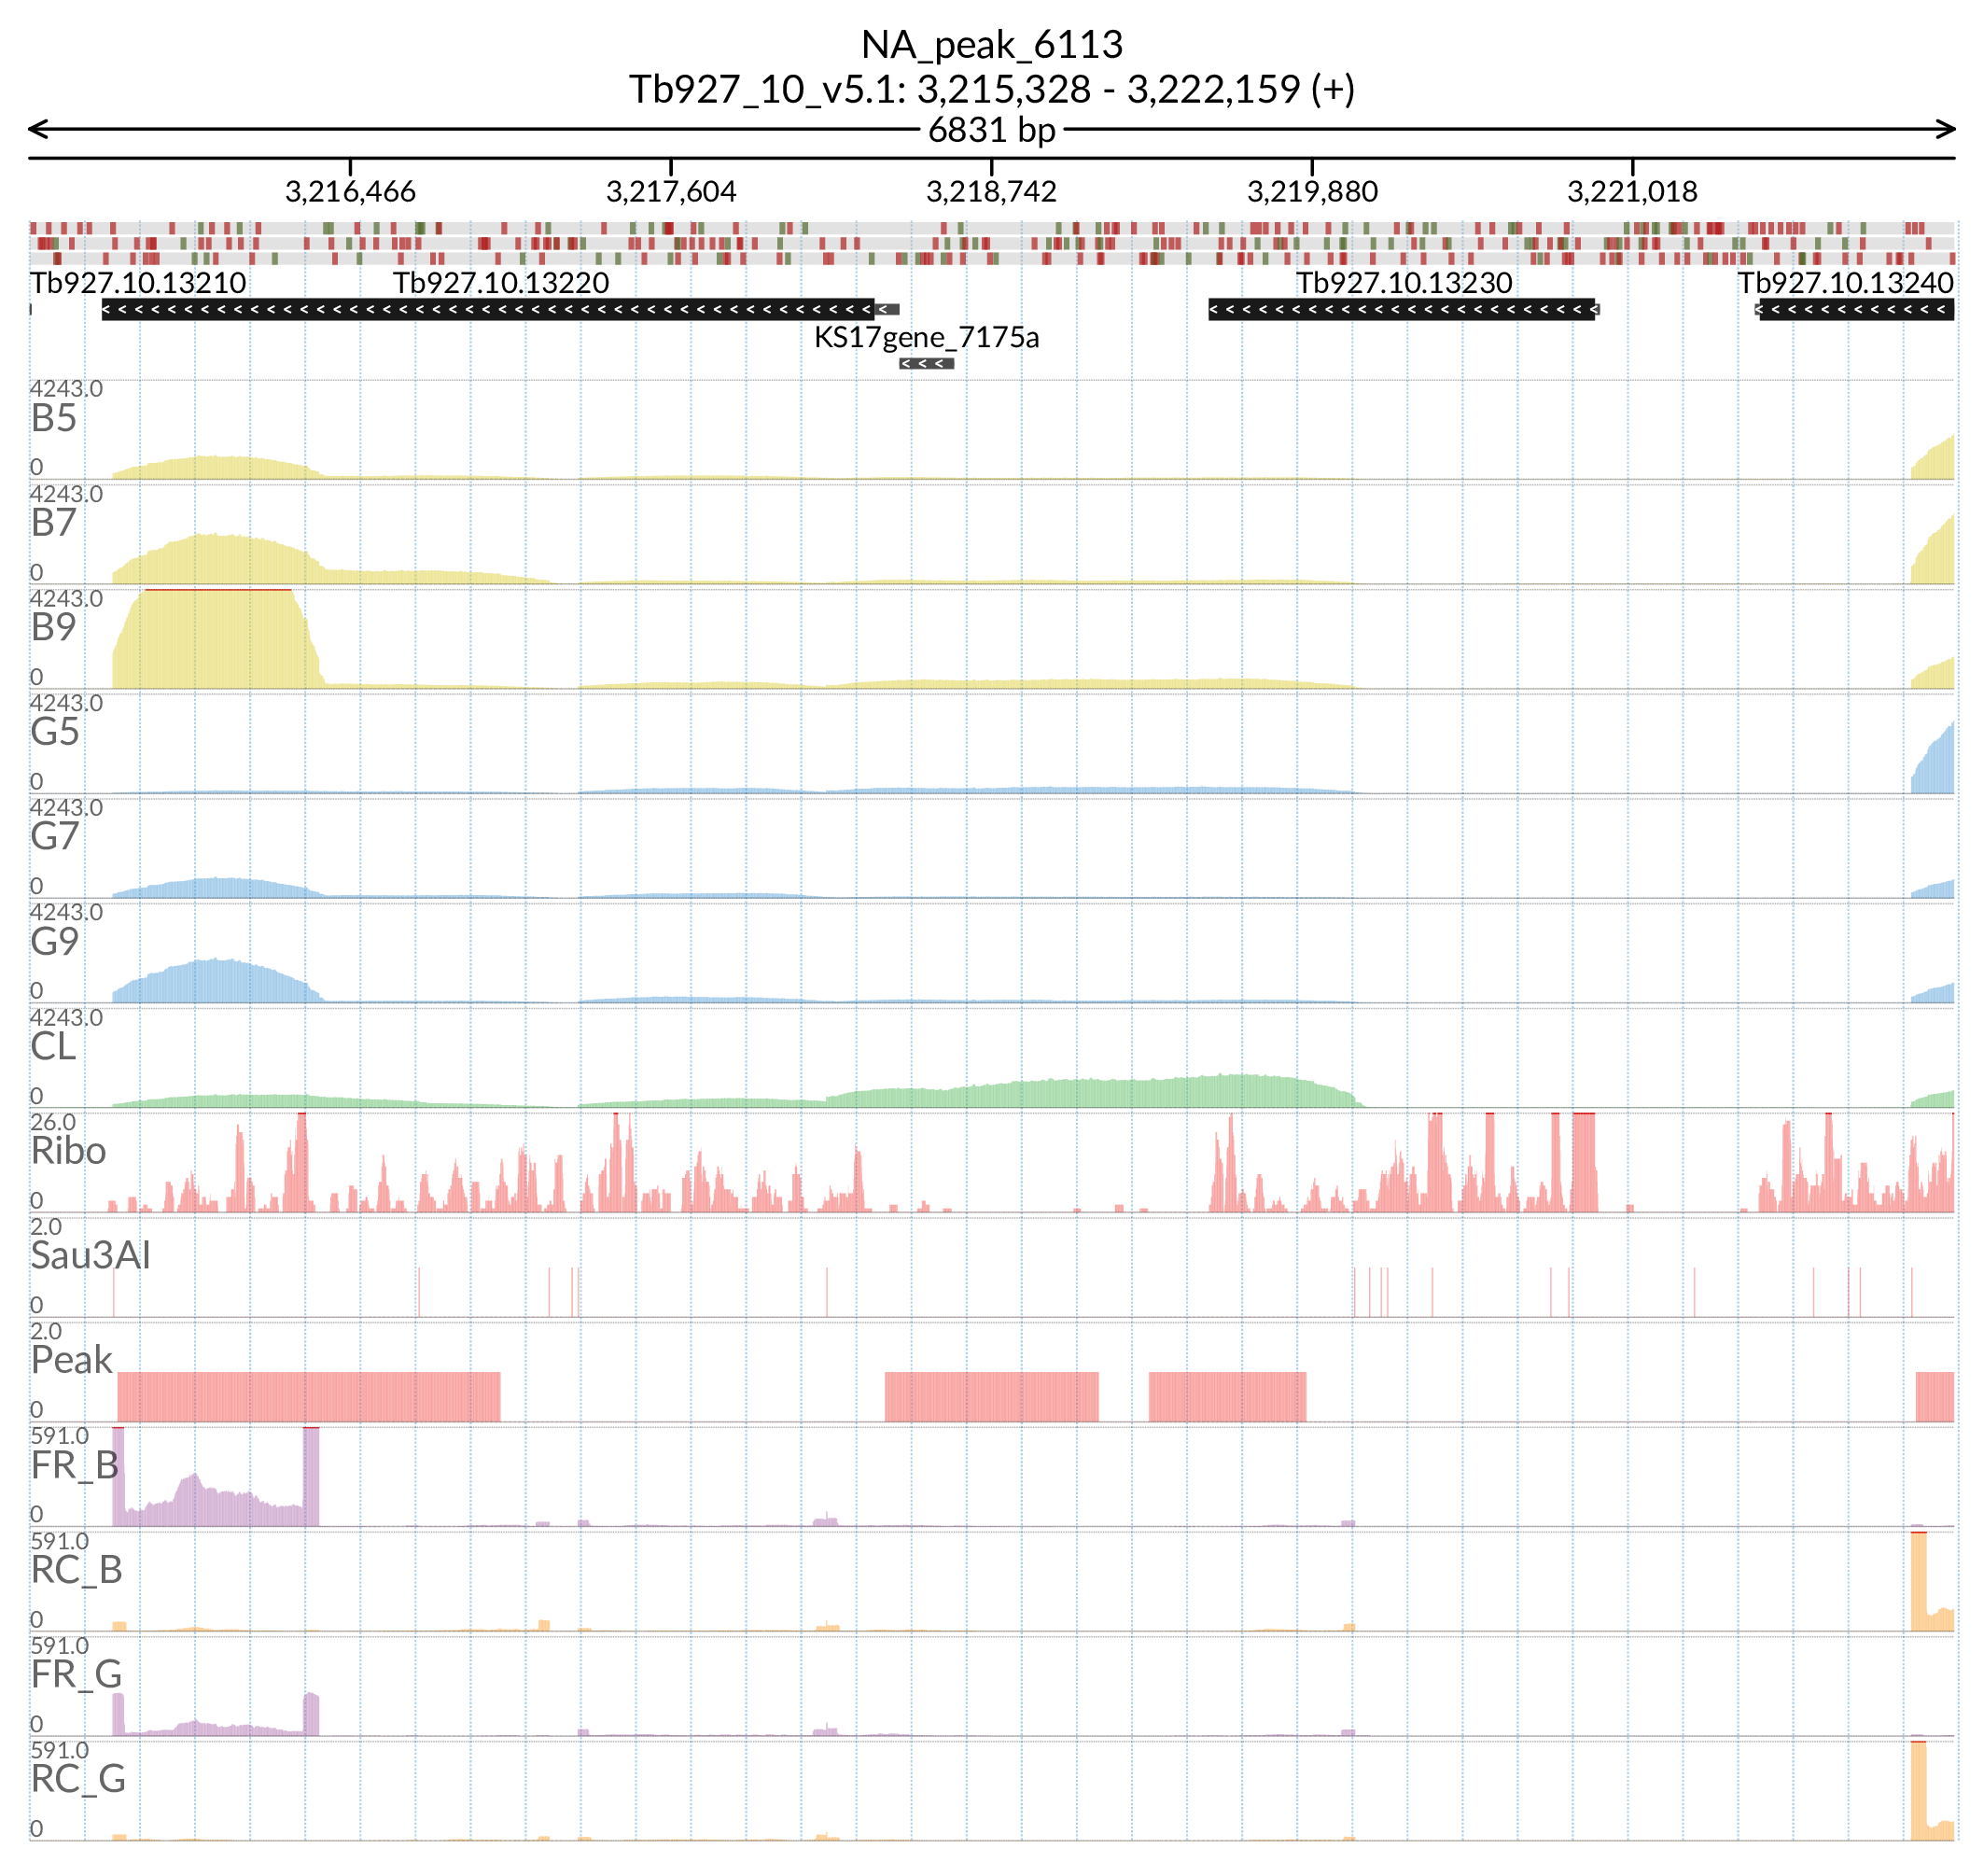 NA_peak_6113
Tb927_10_v5.1: 3,215,328 - 3,222,159 (+)
6831 bp
3,216,466 3,217,604 3,218,742 3,219,880 3,221,018
Tb927.10.13210 Tb927.10.13220 Tb927.10.13230 Tb927.10.13240
KS17gene_7175a
4243.0
B5
0
4243.0
B7
0
4243.0
B9
0
4243.0
G5
0
4243.0
G7
0
4243.0
G9
0
4243.0
CL
0
26.0
Ribo
0
2.0
Sau3AI
0
2.0
Peak
0
591.0
FR_B
0
591.0
RC_B
0
591.0
FR_G
0
591.0
RC_G
0